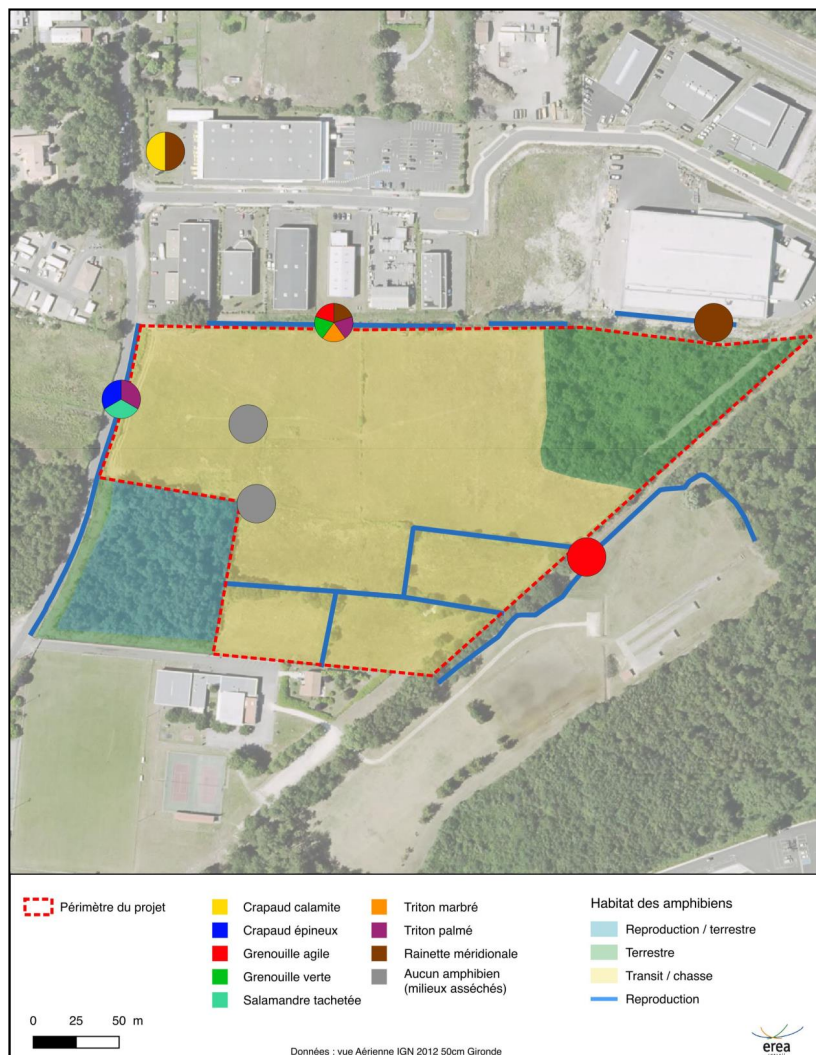 Périmètre du projet
Crapaud calamite
Crapaud épineux
Grenouille agile
Grenouille verte
Salamandre tachetée
Triton marbré
Triton palmé
Rainette méridionale
Aucun amphibien
(milieux asséchés)
Habitat des amphibiens
Reproduction / terrestre
Terrestre
Transit / chasse
Reproduction
0 25 50 m
Données : vue Aérienne IGN 2012 50cm Gironde
erea